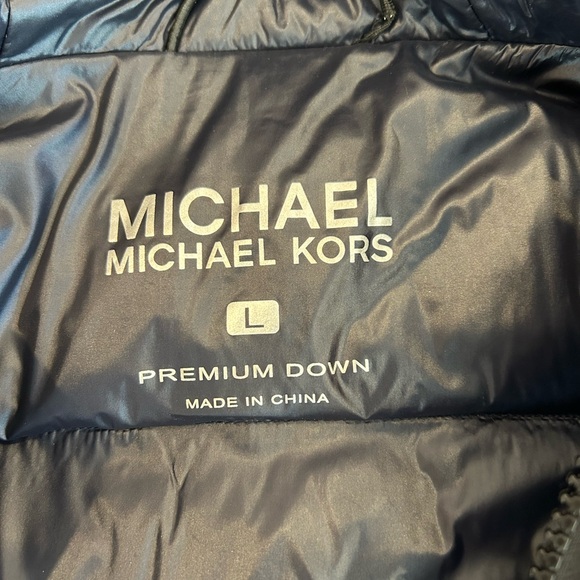 MICHAEL
MICHAEL KORS
L
PREMIUM DOWN
MADE IN CHINA